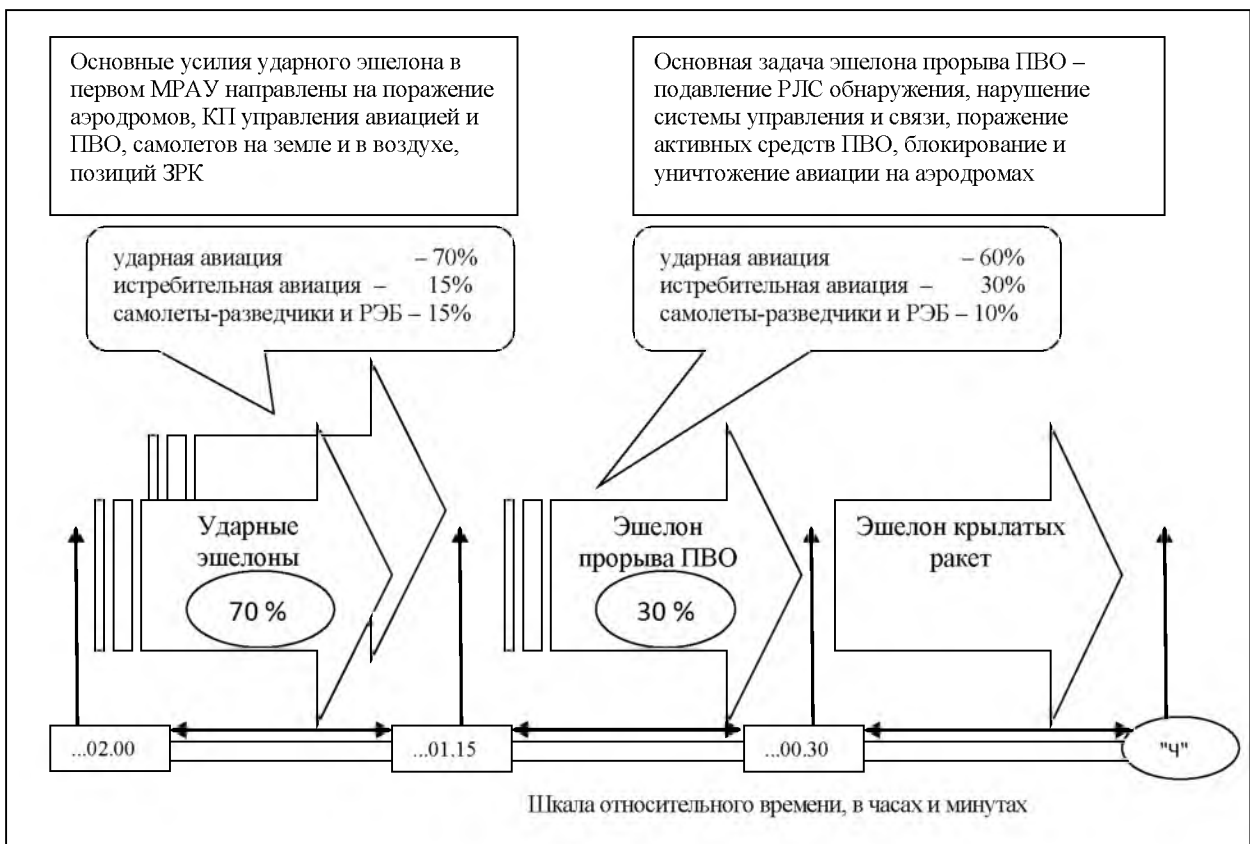 Основные усилия ударного эшелона в
первом МРАУ направлены на поражение
аэродромов, КП управления авиацией и
ПВО, самолетов на земле и в воздухе,
позиций ЗРК
Основная задача эшелона прорыва ПВО –
подавление РЛС обнаружения, нарушение
системы управления и связи, поражение
активных средств ПВО, блокирование и
уничтожение авиации на аэродромах
ударная авиация – 70%
истребительная авиация – 15%
самолеты-разведчики и РЭБ – 15%
ударная авиация – 60%
истребительная авиация – 30%
самолеты-разведчики и РЭБ – 10%
Ударные
эшелоны
70 %
Эшелон
прорыва ПВО
30 %
Эшелон крылатых
ракет
...02.00
...01.15
...00.30
"Ч"
Шкала относительного времени, в часах и минутах